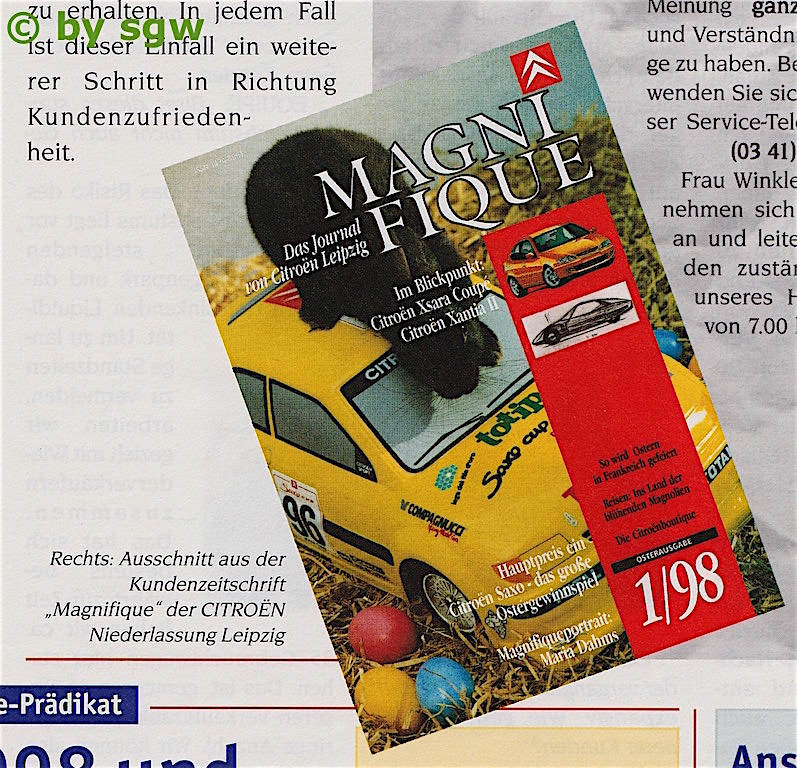 © by sgw
zu erhalten. In jedem Fall
ist dieser Einfall ein weite-
rer Schritt in Richtung
Kundenzufrieden-
heit.
Meinung ganz
und Verständn
ge zu haben. Be
wenden Sie sic
ser Service-Tele
(03 41)
Frau Winkle
nehmen sich
an und leite
den zustän
unseres H
von 7.00
MAGNI
FIQUE
Das Journal
von Citroën Leipzig
Im Blickpunkt:
Citroën Xsara Coupé
Citroën Xantia II
CIT
totip
Saxo cup
COMPAGNUCCI
96
TOTAL
So wird Ostern
in Frankreich gefeiert
Reisen: Ins Land der
blühenden Magnolien
Die Citroënboutique
OSTERAUSGABE
1/98
Hauptpreis ein
Citroën Saxo - das große
Ostergewinnspiel
Magnifiqueportrait:
Maria Dahms
Rechts: Ausschnitt aus der
Kundenzeitschrift
„Magnifique“ der CITROËN
Niederlassung Leipzig
e-Prädikat
998 und
Ans